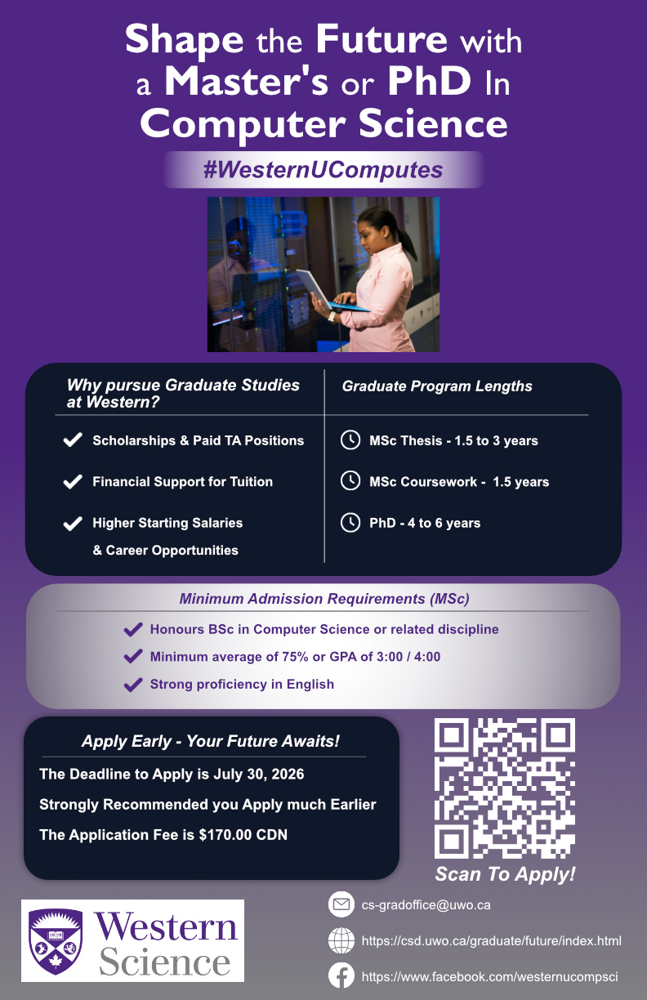 Shape the Future with
a Master's or PhD In
Computer Science
#WesternUComputes
Why pursue Graduate Studies
at Western?
Scholarships & Paid TA Positions
Financial Support for Tuition
Higher Starting Salaries
& Career Opportunities
Graduate Program Lengths
MSc Thesis - 1.5 to 3 years
MSc Coursework -  1.5 years
PhD - 4 to 6 years
Minimum Admission Requirements (MSc)
Honours BSc in Computer Science or related discipline
Minimum average of 75% or GPA of 3:00 / 4:00
Strong proficiency in English
Apply Early - Your Future Awaits!
The Deadline to Apply is July 30, 2026
Strongly Recommended you Apply much Earlier
The Application Fee is $170.00 CDN
Scan To Apply!
cs-gradoffice@uwo.ca
https://csd.uwo.ca/graduate/future/index.html
https://www.facebook.com/westernucompsci
1878
Western
Science